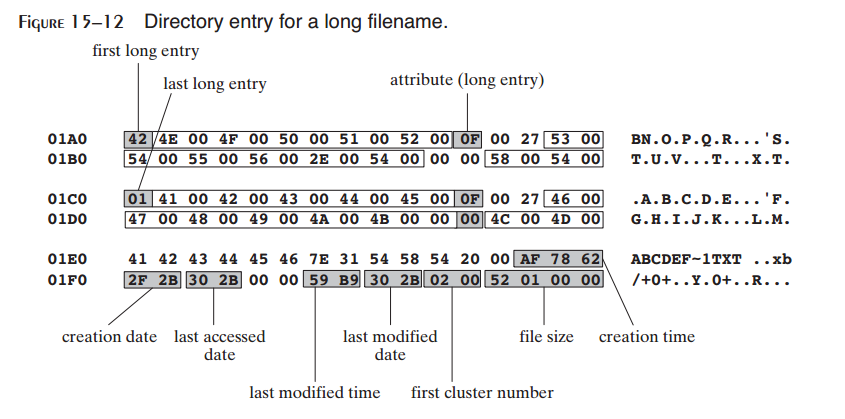 FIGURE 15–12 Directory entry for a long filename.
first long entry
last long entry
attribute (long entry)
01A0 42 4E 00 4F 00 50 00 51 00 52 00 0F 00 27 53 00 BN.O.P.Q.R...'S.
01B0 54 00 55 00 56 00 2E 00 54 00 00 00 58 00 54 00 T.U.V...T...X.T.
01C0 01 41 00 42 00 43 00 44 00 45 00 0F 00 27 46 00 .A.B.C.D.E...'F.
01D0 47 00 48 00 49 00 4A 00 4B 00 00 00 4C 00 4D 00 G.H.I.J.K...L.M.
01E0 41 42 43 44 45 46 7E 31 54 58 54 20 00 AF 78 62 ABCDEF~1TXT ..xb
01F0 2F 2B 30 2B 00 00 59 B9 30 2B 02 00 52 01 00 00 /+0+..Y.0+..R...
creation date last accessed date last modified date file size creation time
last modified time first cluster number